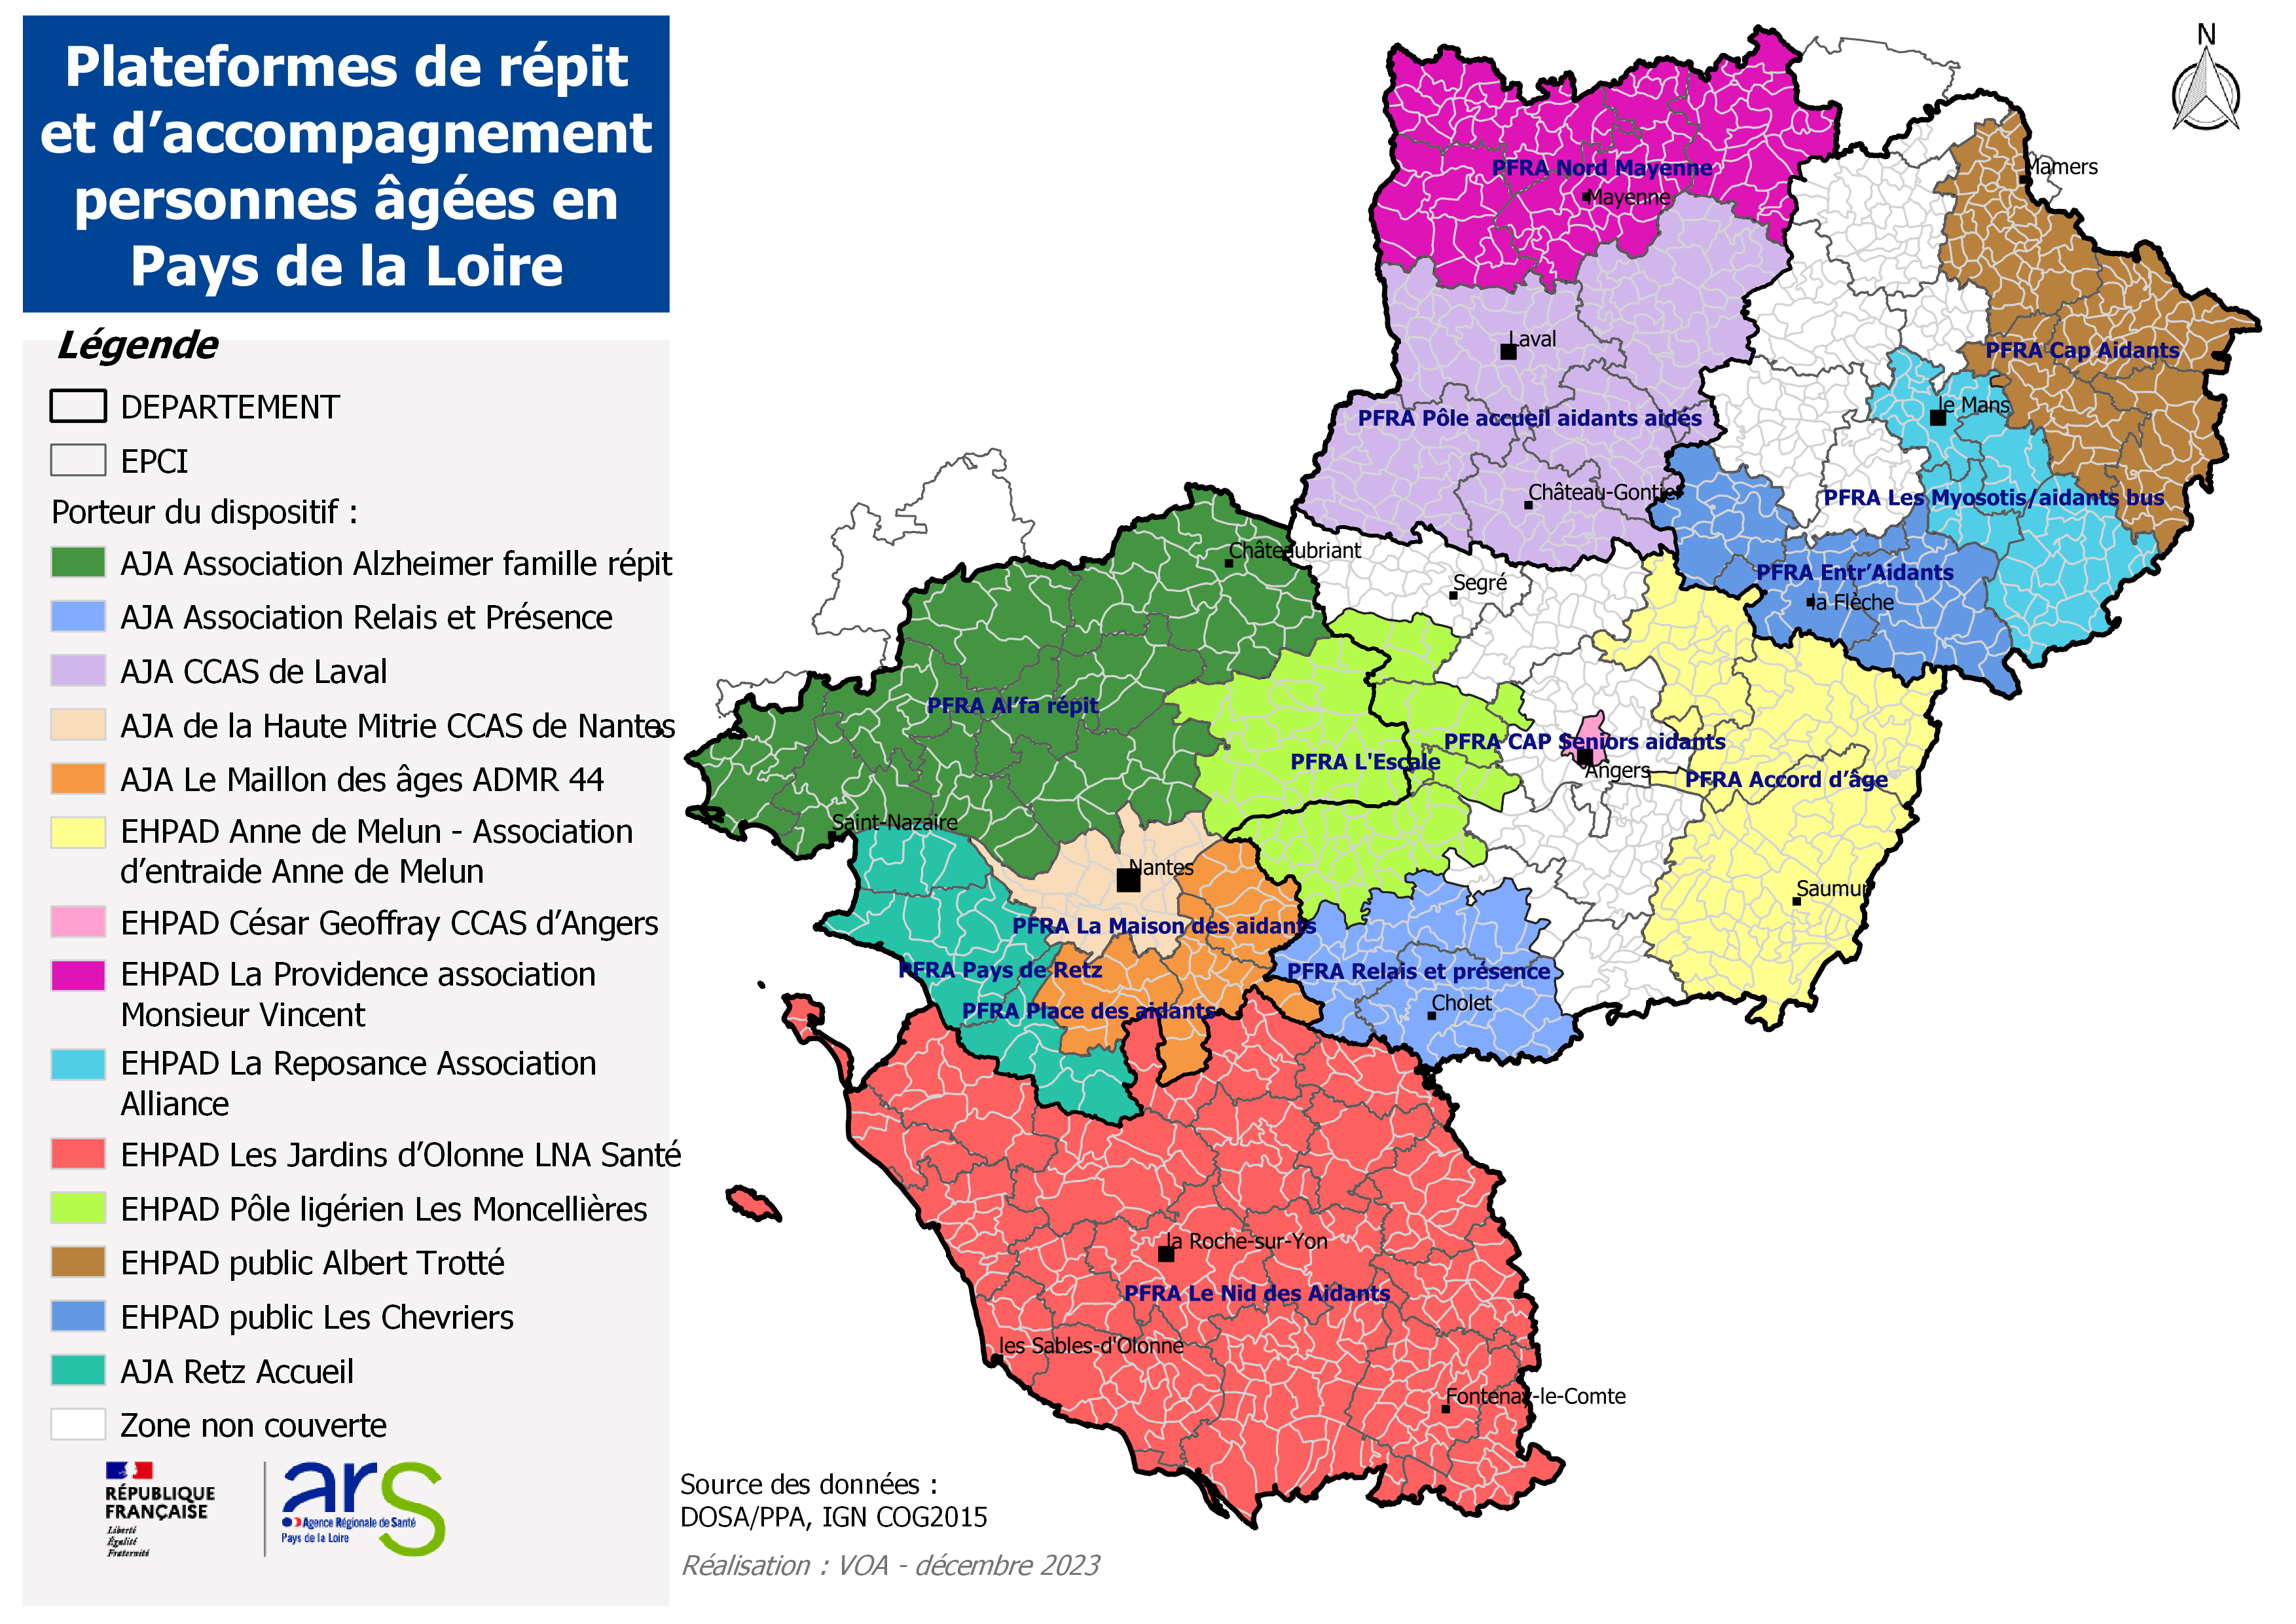 Plateformes de répit
et d’accompagnement
personnes âgées en
Pays de la Loire
Légende
DEPARTEMENT
EPCI
Porteur du dispositif :
AJA Association Alzheimer famille répit
AJA Association Relais et Présence
AJA CCAS de Laval
AJA de la Haute Mitrie CCAS de Nantes
AJA Le Maillon des âges ADMR 44
EHPAD Anne de Melun - Association
d’entraide Anne de Melun
EHPAD César Geoffray CCAS d’Angers
EHPAD La Providence association
Monsieur Vincent
EHPAD La Reposance Association
Alliance
EHPAD Les Jardins d’Olonne LNA Santé
EHPAD Pôle ligérien Les Moncellières
EHPAD public Albert Trotté
EHPAD public Les Chevriers
AJA Retz Accueil
Zone non couverte
RÉPUBLIQUE
FRANÇAISE
Liberté
Égalité
Fraternité
ars
Agence Régionale de Santé
Pays de la Loire
N
PFRA Nord Mayenne
Mayenne
Mamers
Laval
PFRA Cap Aidants
le Mans
PFRA Pôle accueil aidants aidés
Château-Gontier
PFRA Les Myosotis/aidants bus
Châteaubriant
Segré
PFRA Entr’Aidants
la Flèche
PFRA Al’fa répit
PFRA CAP Seniors aidants
PFRA L'Escale
Angers
PFRA Accord d’âge
Saint-Nazaire
Nantes
Saumur
PFRA La Maison des aidants
PFRA Pays de Retz
PFRA Relais et présence
Cholet
PFRA Place des aidants
la Roche-sur-Yon
PFRA Le Nid des Aidants
les Sables-d'Olonne
Fontenay-le-Comte
Source des données :
DOSA/PPA, IGN COG2015
Réalisation : VOA - décembre 2023